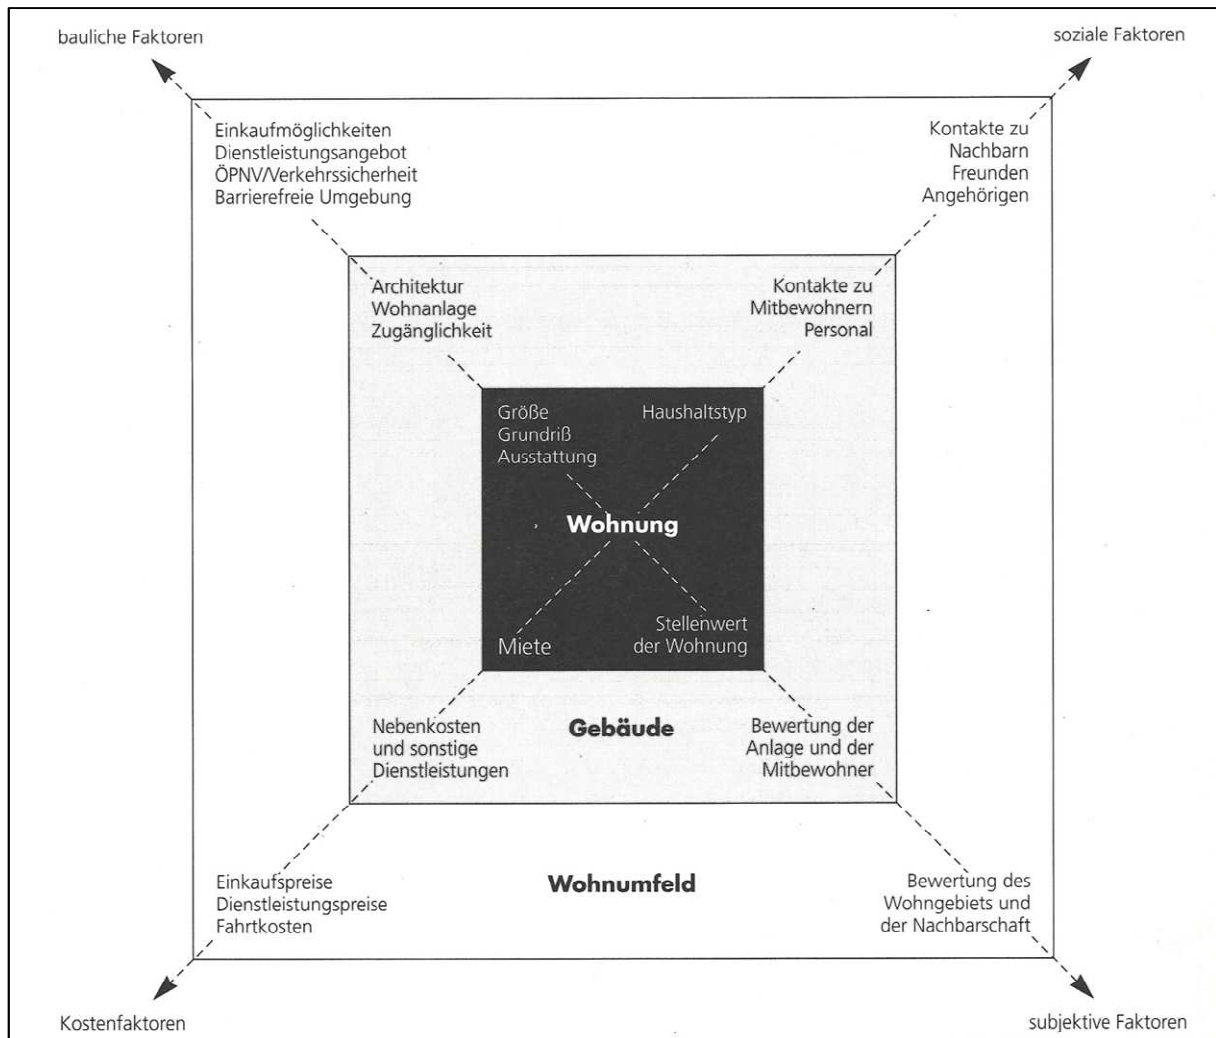 bauliche Faktoren
soziale Faktoren
Einkaufmöglichkeiten
Dienstleistungsangebot
ÖPNV/Verkehrssicherheit
Barrierefreie Umgebung
Kontakte zu
Nachbarn
Freunden
Angehörigen
Architektur
Wohnanlage
Zugänglichkeit
Kontakte zu
Mitbewohnern
Personal
Größe
Grundriß
Ausstattung
Haushaltstyp
Wohnung
Miete
Stellenwert
der Wohnung
Nebenkosten
und sonstige
Dienstleistungen
Gebäude
Bewertung der
Anlage und der
Mitbewohner
Einkaufspreise
Dienstleistungspreise
Fahrtkosten
Wohnumfeld
Bewertung des
Wohngebiets und
der Nachbarschaft
Kostenfaktoren
subjektive Faktoren